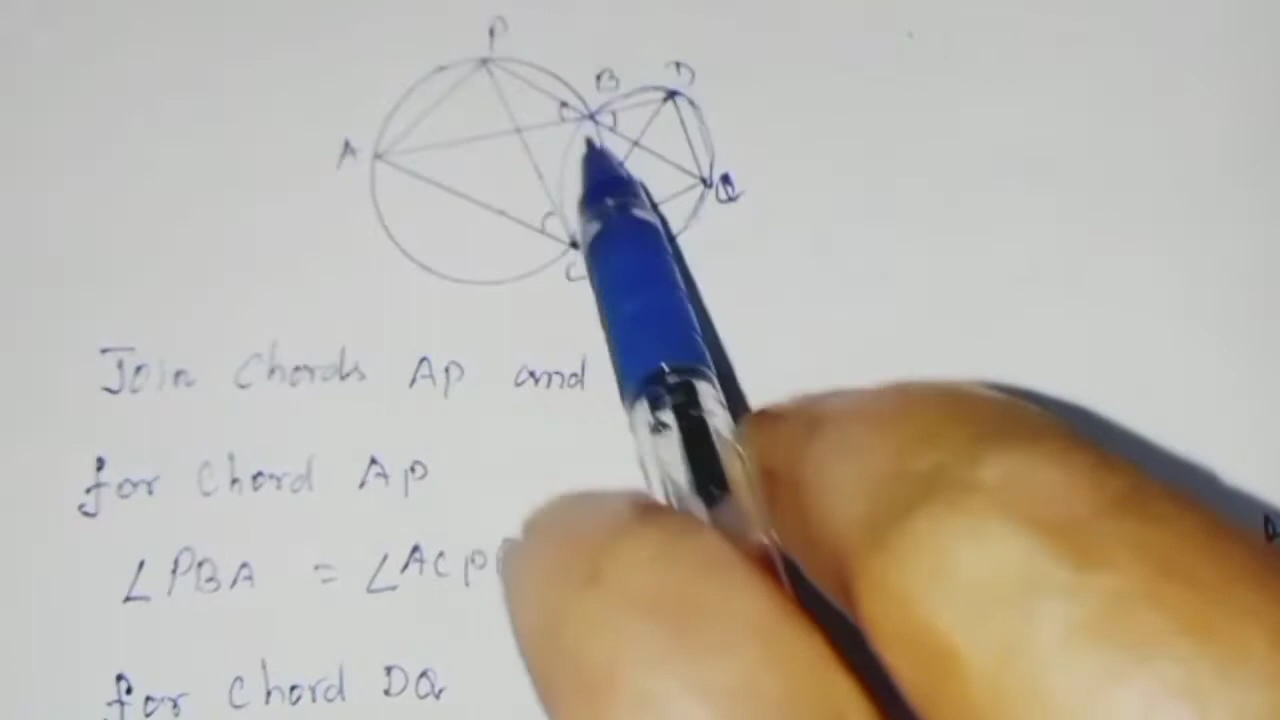 P
B D
A
Q
C
Join Chords AP and
for Chord AP
∠PBA = ∠ACP
for Chord DQ